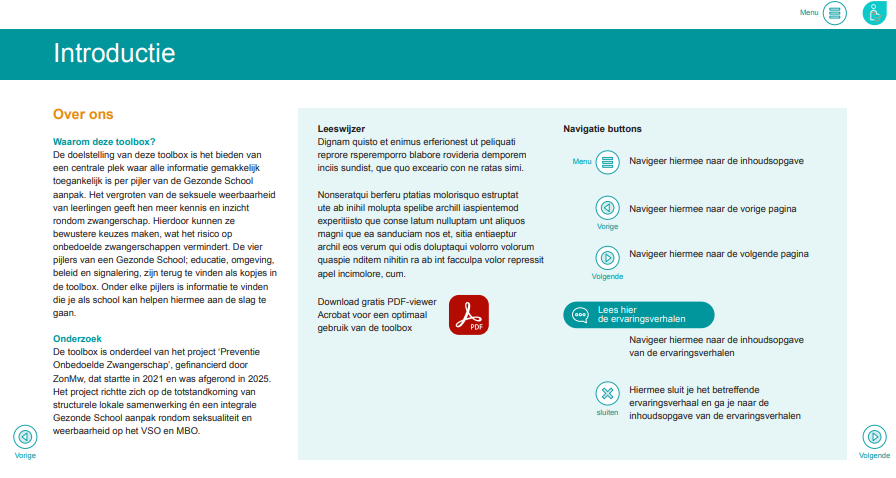 Menu
Introductie
Over ons
Waarom deze toolbox?
De doelstelling van deze toolbox is het bieden van
een centrale plek waar alle informatie gemakkelijk
toegankelijk is per pijler van de Gezonde School
aanpak. Het vergroten van de seksuele weerbaarheid
van leerlingen geeft hen meer kennis en inzicht
rondom zwangerschap. Hierdoor kunnen ze
bewustere keuzes maken, wat het risico op
onbedoelde zwangerschappen vermindert. De vier
pijlers van een Gezonde School; educatie, omgeving,
beleid en signalering, zijn terug te vinden als kopjes in
de toolbox. Onder elke pijlers is informatie te vinden
die je als school kan helpen hiermee aan de slag te
gaan.
Onderzoek
De toolbox is onderdeel van het project ‘Preventie
Onbedoelde Zwangerschap’, gefinancierd door
ZonMw, dat startte in 2021 en was afgerond in 2025.
Het project richtte zich op de totstandkoming van
structurele lokale samenwerking én een integrale
Gezonde School aanpak rondom seksualiteit en
weerbaarheid op het VSO en MBO.
Leeswijzer
Dignam quisto et enimus erferionest ut peliquati
reprore rsperemporro blabore rovideria demporem
inciis sundist, que quo exceario con ne ratas simi.
Nonseratqui berferu ptatias molorisquo estruptat
ute ab inihil molupta spelibe archill iaspientemod
experitiisto que conse latum nulluptam unt aliquos
magni que ea sanduciam nos et, sitia entiaeptur
archil eos verum qui odis doluptaqui volorro volorum
quaspie nditem nihitin ra ab int facculpa volor repressit
apel incimolore, cum.
Download gratis PDF-viewer
Acrobat voor een optimaal
gebruik van de toolbox
PDF
Navigatie buttons
Menu
Navigeer hiermee naar de inhoudsopgave
Navigeer hiermee naar de vorige pagina
Vorige
Navigeer hiermee naar de volgende pagina
Volgende
Lees hier
de ervaringsverhalen
Navigeer hiermee naar de inhoudsopgave
van de ervaringsverhalen
Hiermee sluit je het betreffende
ervaringsverhaal en ga je naar de
inhoudsopgave van de ervaringsverhalen
sluiten
Vorige
Volgende